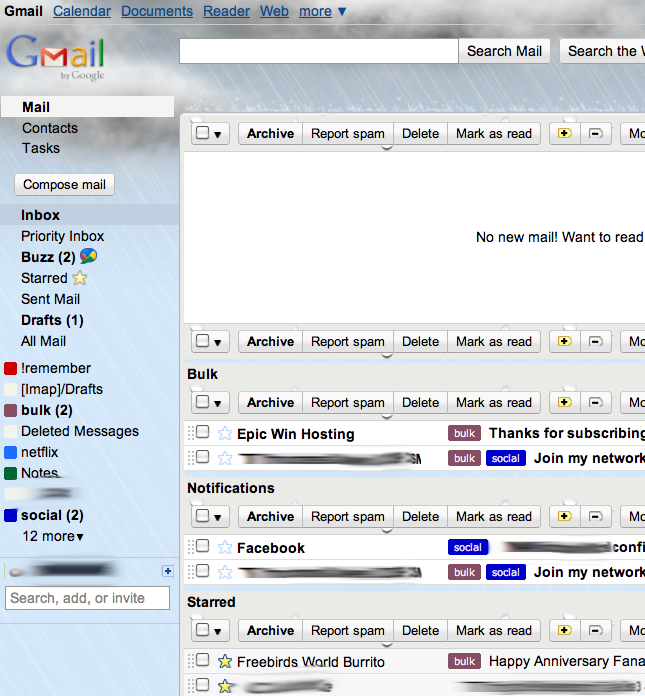 Gmail Calendar Documents Reader Web more ▼
Gmail
by Google
Search Mail Search the W
Mail
Contacts
Tasks
Compose mail
Inbox
Priority Inbox
Buzz (2)
Starred
Sent Mail
Drafts (1)
All Mail
!remember
[Imap]/Drafts
bulk (2)
Deleted Messages
netflix
Notes
social (2)
12 more▼
Search, add, or invite
Archive Report spam Delete Mark as read Mo
No new mail! Want to read
Archive Report spam Delete Mark as read Mo
Bulk
Archive Report spam Delete Mark as read Mo
Epic Win Hosting bulk Thanks for subscribing
bulk social Join my network
Notifications
Archive Report spam Delete Mark as read Mo
Facebook social confi
bulk social Join my network
Starred
Archive Report spam Delete Mark as read Mo
Freebirds World Burrito bulk Happy Anniversary Fana